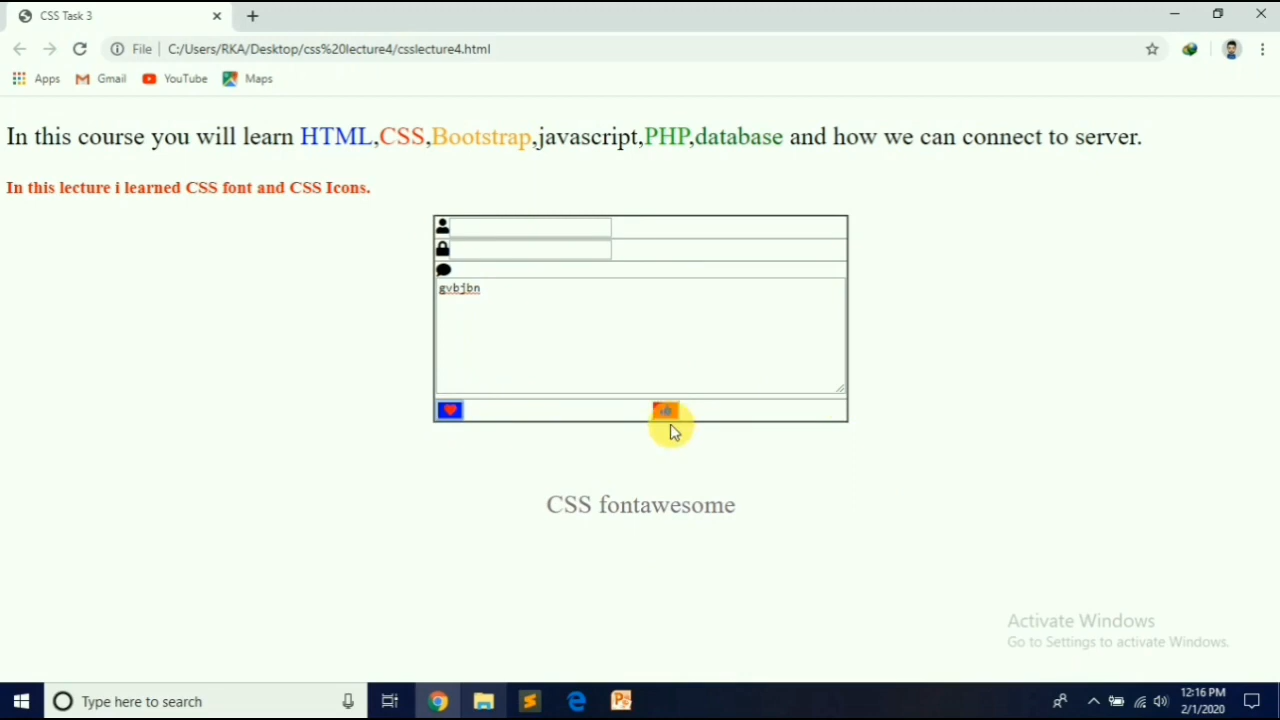 CSS Task 3
File
C:/Users/RKA/Desktop/css%20lecture4/csslecture4.html
Apps Gmail YouTube Maps
In this course you will learn HTML,CSS,Bootstrap,javascript,PHP,database and how we can connect to server.
In this lecture i learned CSS font and CSS Icons.
gvbjbn
CSS fontawesome
Activate Windows
Go to Settings to activate Windows.
Type here to search
12:16 PM
2/1/2020